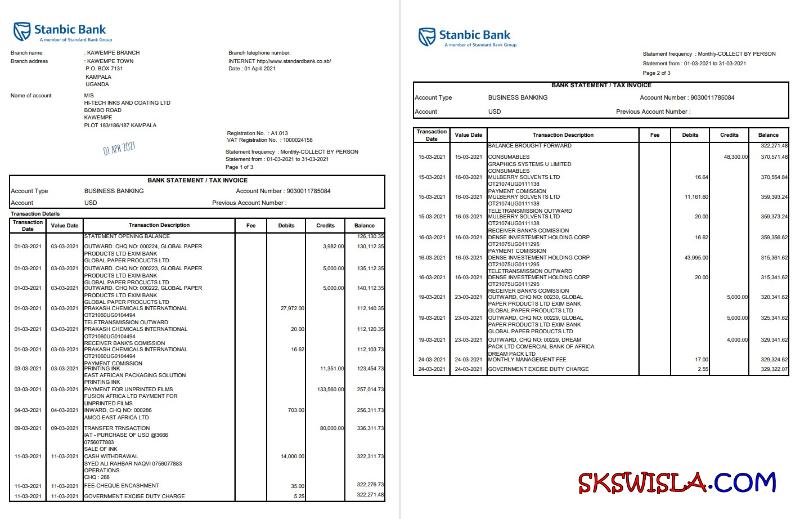 Stanbic Bank
A member of Standard Bank Group
Branch name : KAWEMPE BRANCH
Branch address : KAWEMPE TOWN
P.O. BOX 7131
KAMPALA
UGANDA
Branch telephone number:
INTERNET http://www.standardbank.co.ab/
Date : 01 April 2021
Name of account M/S
HI-TECH INKS AND COATING LTD
BOMBO ROAD
KAWEMPE
PLOT 183/186/187 KAMPALA
01 APR 2021
Registration No. : A1.013
VAT Registration No. : 1000024156
Statement frequency : Monthly-COLLECT BY PERSON
Statement from : 01-03-2021 to 31-03-2021
Page 1 of 3
BANK STATEMENT / TAX INVOICE
Account Type BUSINESS BANKING Account Number : 9030011785084
Account USD Previous Account Number :
Transaction Details
Transaction Date Value Date Transaction Description Fee Debits Credits Balance
STATEMENT OPENING BALANCE 126,130.35
01-03-2021 03-03-2021 OUTWARD, CHQ NO: 000224, GLOBAL PAPER 3,982.00 130,112.35
PRODUCTS LTD EXIM BANK
GLOBAL PAPER PRODUCTS LTD
01-03-2021 03-03-2021 OUTWARD, CHQ NO: 000223, GLOBAL PAPER 5,000.00 135,112.35
PRODUCTS LTD EXIM BANK
GLOBAL PAPER PRODUCTS LTD
01-03-2021 03-03-2021 OUTWARD, CHQ NO: 000222, GLOBAL PAPER 5,000.00 140,112.35
PRODUCTS LTD EXIM BANK
GLOBAL PAPER PRODUCTS LTD
01-03-2021 03-03-2021 PRAKASH CHEMICALS INTERNATIONAL 27,972.00 112,140.35
OT21060UG0104494
TELETRANSMISSION OUTWARD
01-03-2021 03-03-2021 PRAKASH CHEMICALS INTERNATIONAL 20.00 112,120.35
OT21060UG0104494
RECEIVER BANK'S COMISSION
01-03-2021 03-03-2021 PRAKASH CHEMICALS INTERNATIONAL 16.62 112,103.73
OT21060UG0104494
PAYMENT COMISSION
03-03-2021 03-03-2021 PRINTING INK 11,351.00 123,454.73
EAST AFRICAN PACKAGING SOLUTION
PRINTING INK
03-03-2021 03-03-2021 PAYMENT FOR UNPRINTED FILMS 133,560.00 257,014.73
FUSION AFRICA LTD PAYMENT FOR
UNPRINTED FILMS
04-03-2021 04-03-2021 INWARD, CHQ NO: 000286 703.00 256,311.73
AMCO EAST AFRICA LTD
09-03-2021 09-03-2021 TRANSFER TRNSACTION 80,000.00 336,311.73
IAT - PURCHASE OF USD @3666
0756077883
SALE OF INK
11-03-2021 11-03-2021 CASH WITHDRAWAL 14,000.00 322,311.73
SYED ALI RAHBAR NAQVI 0756077883
OPERATIONS
CHQ : 266
11-03-2021 11-03-2021 FEE-CHEQUE ENCASHMENT 35.00 322,276.73
11-03-2021 11-03-2021 GOVERNMENT EXCISE DUTY CHARGE 5.25 322,271.48
Stanbic Bank
A member of Standard Bank Group
Statement frequency : Monthly-COLLECT BY PERSON
Statement from : 01-03-2021 to 31-03-2021
Page 2 of 3
BANK STATEMENT / TAX INVOICE
Account Type BUSINESS BANKING Account Number : 9030011785084
Account USD Previous Account Number :
Transaction Date Value Date Transaction Description Fee Debits Credits Balance
BALANCE BROUGHT FORWARD 322,271.48
15-03-2021 15-03-2021 CONSUMABLES 48,300.00 370,571.48
GRAPHICS SYSTEMS U LIMITED
CONSUMABLES
15-03-2021 16-03-2021 MULBERRY SOLVENTS LTD 16.64 370,554.84
OT21074UG0111138
PAYMENT COMISSION
15-03-2021 16-03-2021 MULBERRY SOLVENTS LTD 11,161.60 359,393.24
OT21074UG0111138
TELETRANSMISSION OUTWARD
15-03-2021 16-03-2021 MULBERRY SOLVENTS LTD 20.00 359,373.24
OT21074UG0111138
RECEIVER BANK'S COMISSION
16-03-2021 16-03-2021 DENSE INVESTMENT HOLDING CORP 16.62 359,356.62
OT21075UG0111295
PAYMENT COMISSION
16-03-2021 16-03-2021 DENSE INVESTMENT HOLDING CORP 43,995.00 315,361.62
OT21075UG0111295
TELETRANSMISSION OUTWARD
16-03-2021 16-03-2021 DENSE INVESTMENT HOLDING CORP 20.00 315,341.62
OT21075UG0111295
RECEIVER BANK'S COMISSION
19-03-2021 23-03-2021 OUTWARD, CHQ NO: 00230, GLOBAL 5,000.00 320,341.62
PAPER PRODUCTS LTD EXIM BANK
GLOBAL PRODUCTS LTD
19-03-2021 23-03-2021 OUTWARD, CHQ NO: 00229, GLOBAL 5,000.00 325,341.62
PAPER PRODUCTS LTD EXIM BANK
GLOBAL PRODUCTS LTD
19-03-2021 23-03-2021 OUTWARD, CHQ NO: 00229, DREAM 4,000.00 329,341.62
PACK LTD COMERCIAL BANK OF AFRICA
DREAM PACK LTD
24-03-2021 24-03-2021 MONTHLY MANAGEMENT FEE 17.00 329,324.62
24-03-2021 24-03-2021 GOVERNMENT EXCISE DUTY CHARGE 2.55 329,322.07
SKSWISLA.COM